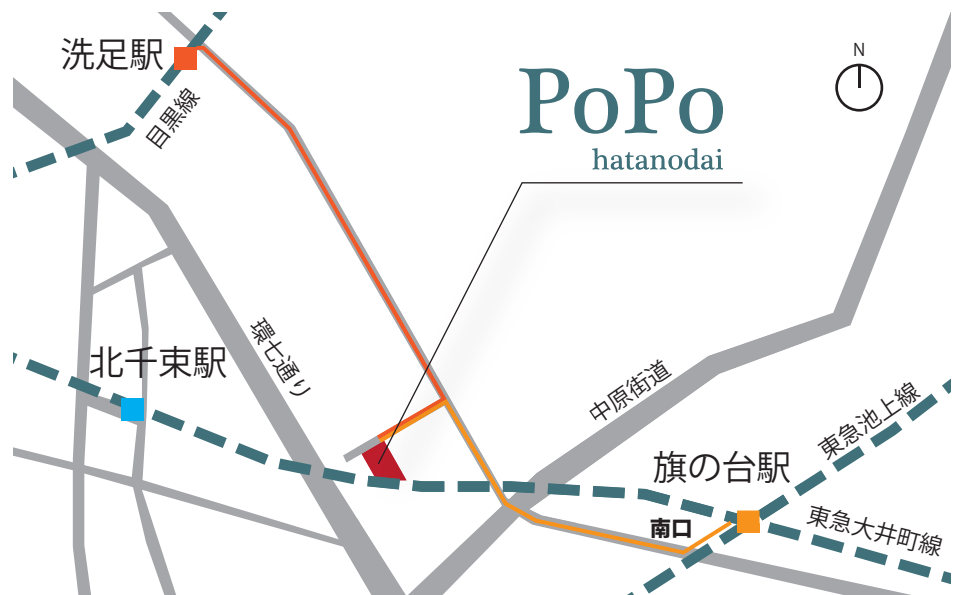 洗足駅
目黒線
PoPo
hatanodai
N
環七通り
北千束駅
中原街道
東急池上線
旗の台駅
南口
東急大井町線